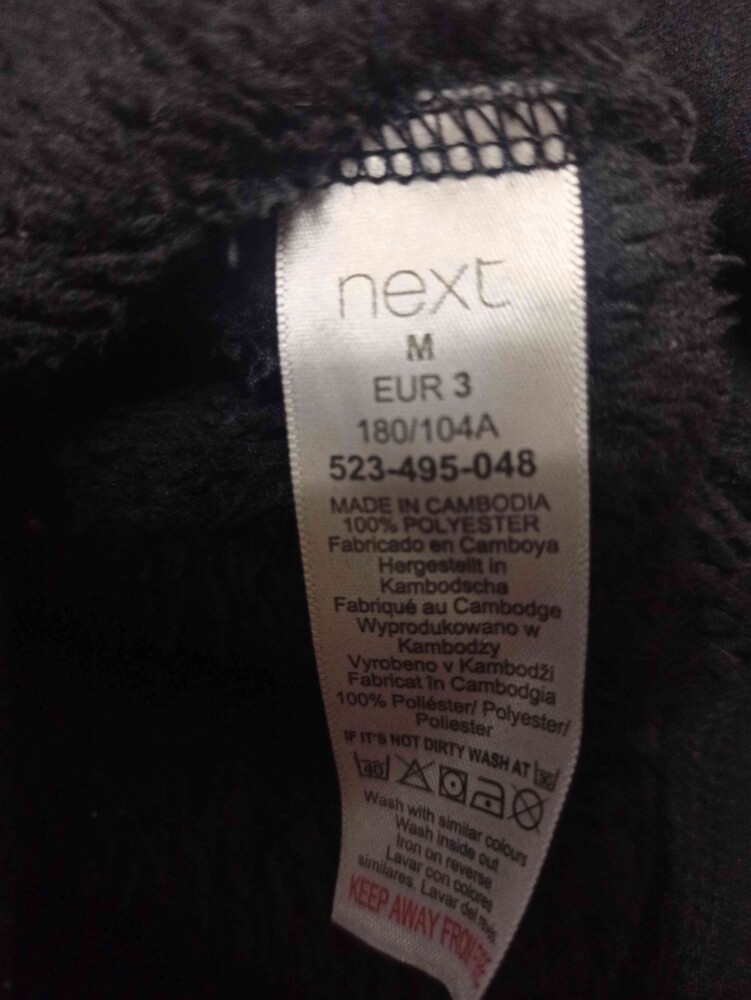 next
M
EUR 3
180/104A
523-495-048
MADE IN CAMBODIA
100% POLYESTER
Fabricado en Camboya
Hergestellt in
Kambodscha
Fabriqué au Cambodge
Wyprodukowano w
Kambodży
Vyrobeno v Kambodži
Fabricat în Cambodgia
100% Poliéster/ Polyester/
Poliester
IF IT'S NOT DIRTY WASH AT 30
40
Wash with similar colours
Wash inside out
Iron on reverse
Lavar con colores
similares. Lavar del revés.
KEEP AWAY FROM FIRE